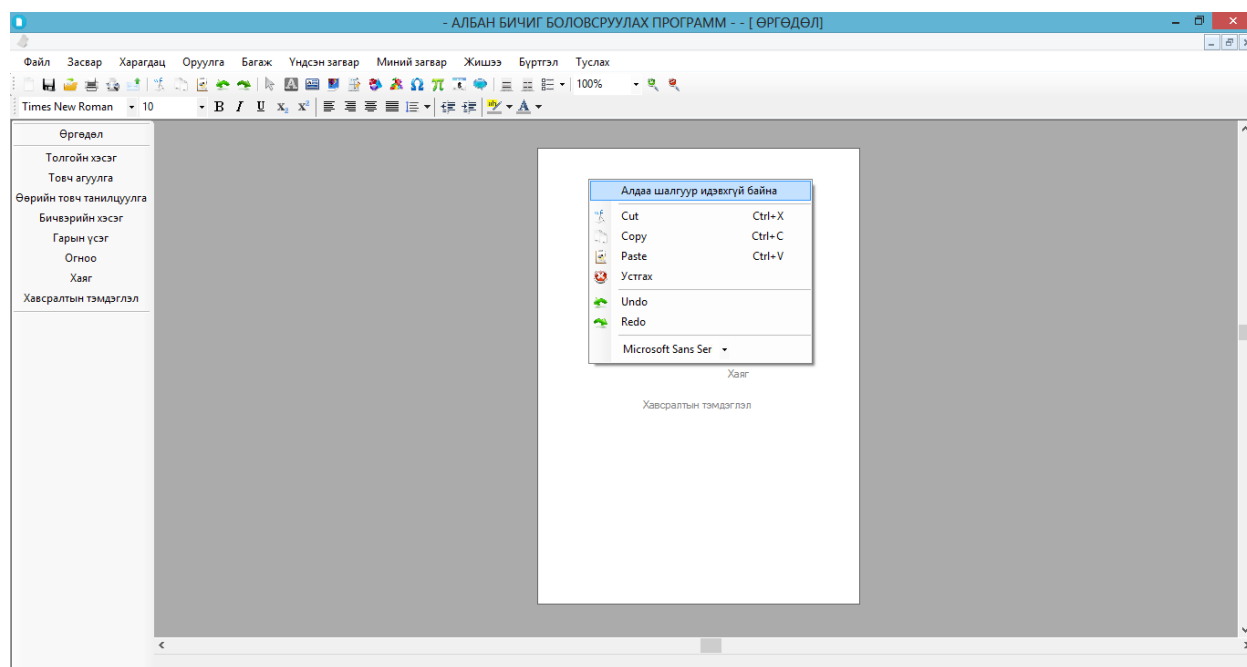 - АЛБАН БИЧИГ БОЛОВСРУУЛАХ ПРОГРАММ - - [ ӨРГӨДӨЛ]
Файл Засвар Харагдац Оруулга Багаж Үндсэн загвар Миний загвар Жишээ Бүртгэл Туслах
100%
Times New Roman 10 B I U x₂ x² A
Өргөдөл
Толгойн хэсэг
Товч агуулга
Өөрийн товч танилцуулга
Бичвэрийн хэсэг
Гарын үсэг
Огноо
Хаяг
Хавсралтын тэмдэглэл
Алдаа шалгуур идэвхгүй байна
Cut Ctrl+X
Copy Ctrl+C
Paste Ctrl+V
Устгах
Undo
Redo
Microsoft Sans Ser
Хаяг
Хавсралтын тэмдэглэл